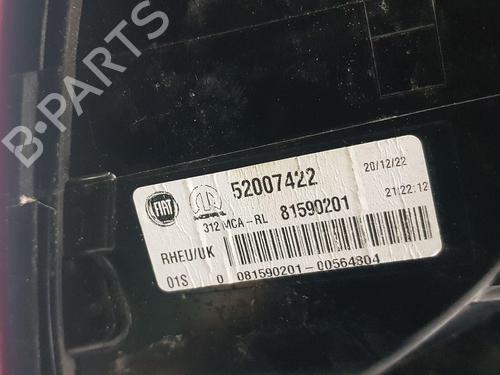 B-PARTS
FIAT 52007422 20/12/22
312 MCA-RL 81590201 21:22:12
RHEU/UK
01S 0 081590201-00564804